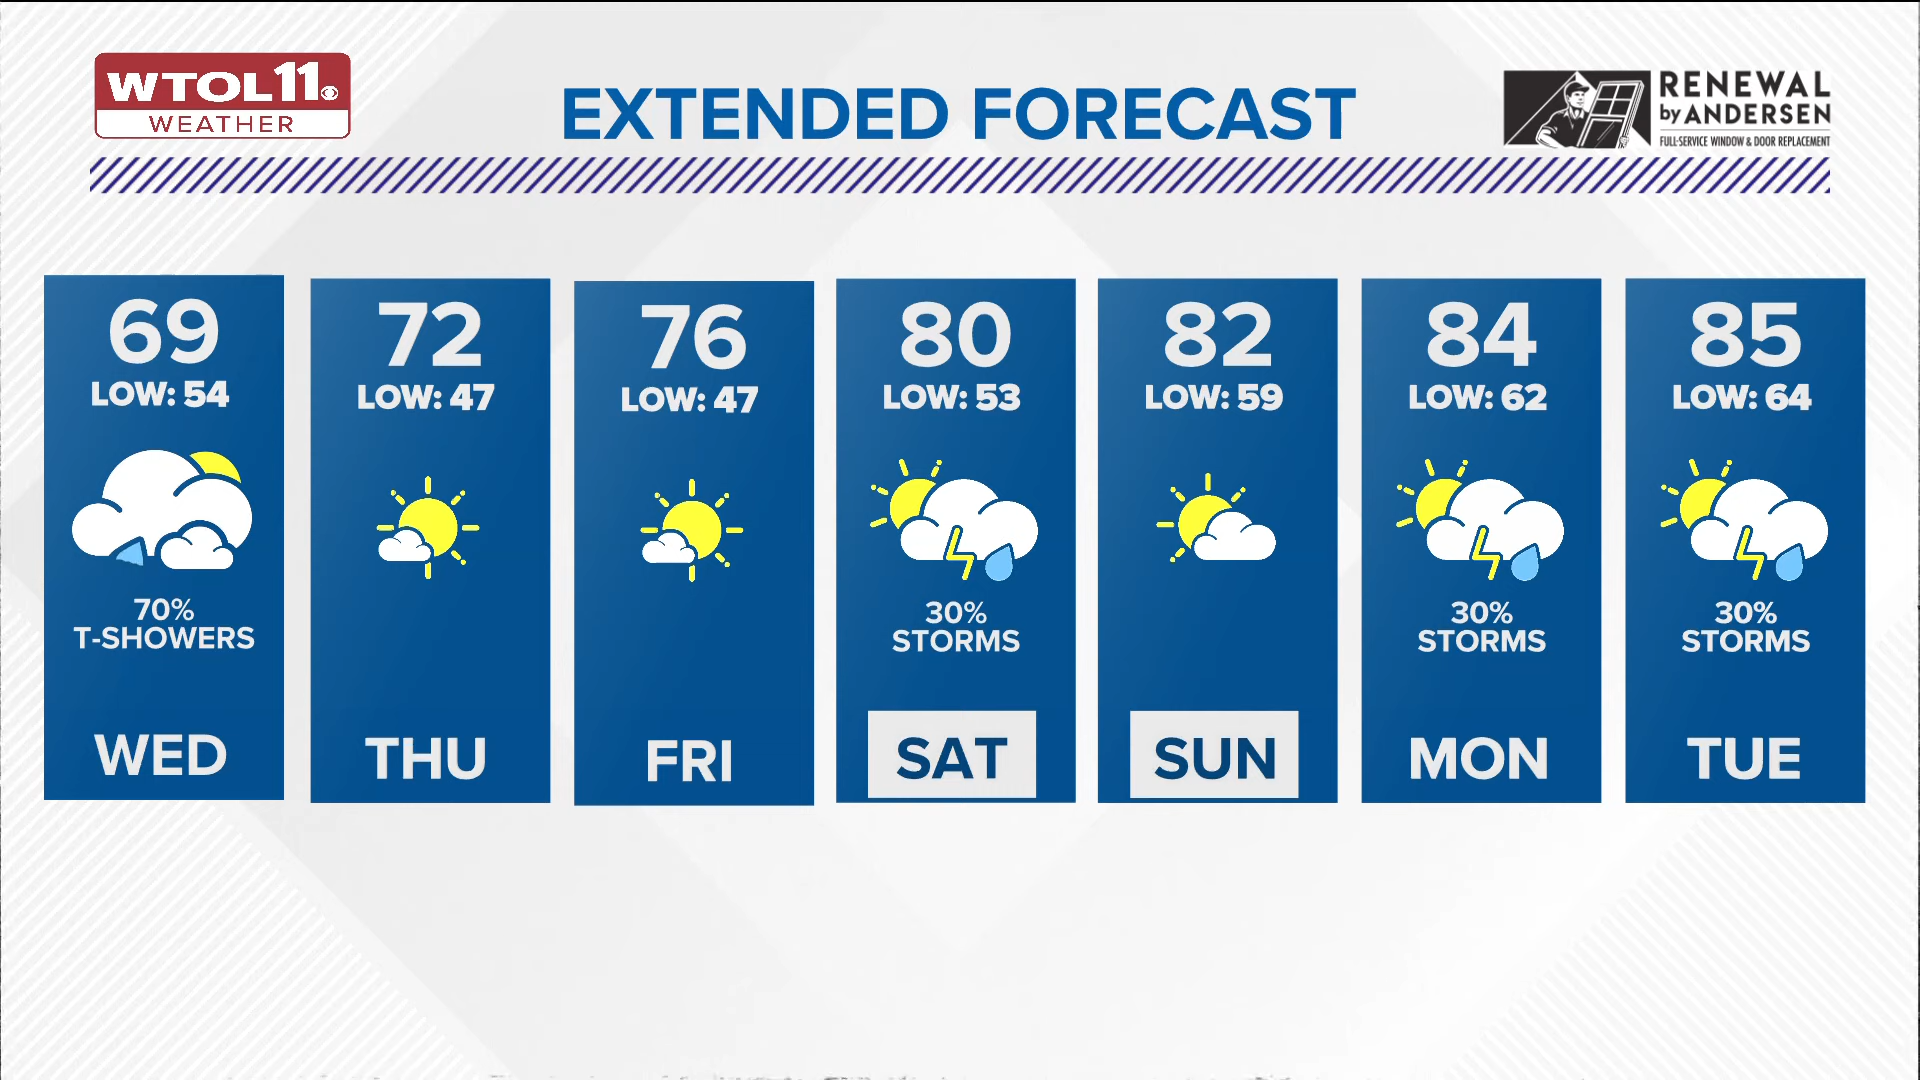 WTOL11
WEATHER
EXTENDED FORECAST
RENEWAL
by ANDERSEN
FULL-SERVICE WINDOW & DOOR REPLACEMENT
69
LOW: 54
70%
T-SHOWERS
WED
72
LOW: 47
THU
76
LOW: 47
FRI
80
LOW: 53
30%
STORMS
SAT
82
LOW: 59
SUN
84
LOW: 62
30%
STORMS
MON
85
LOW: 64
30%
STORMS
TUE